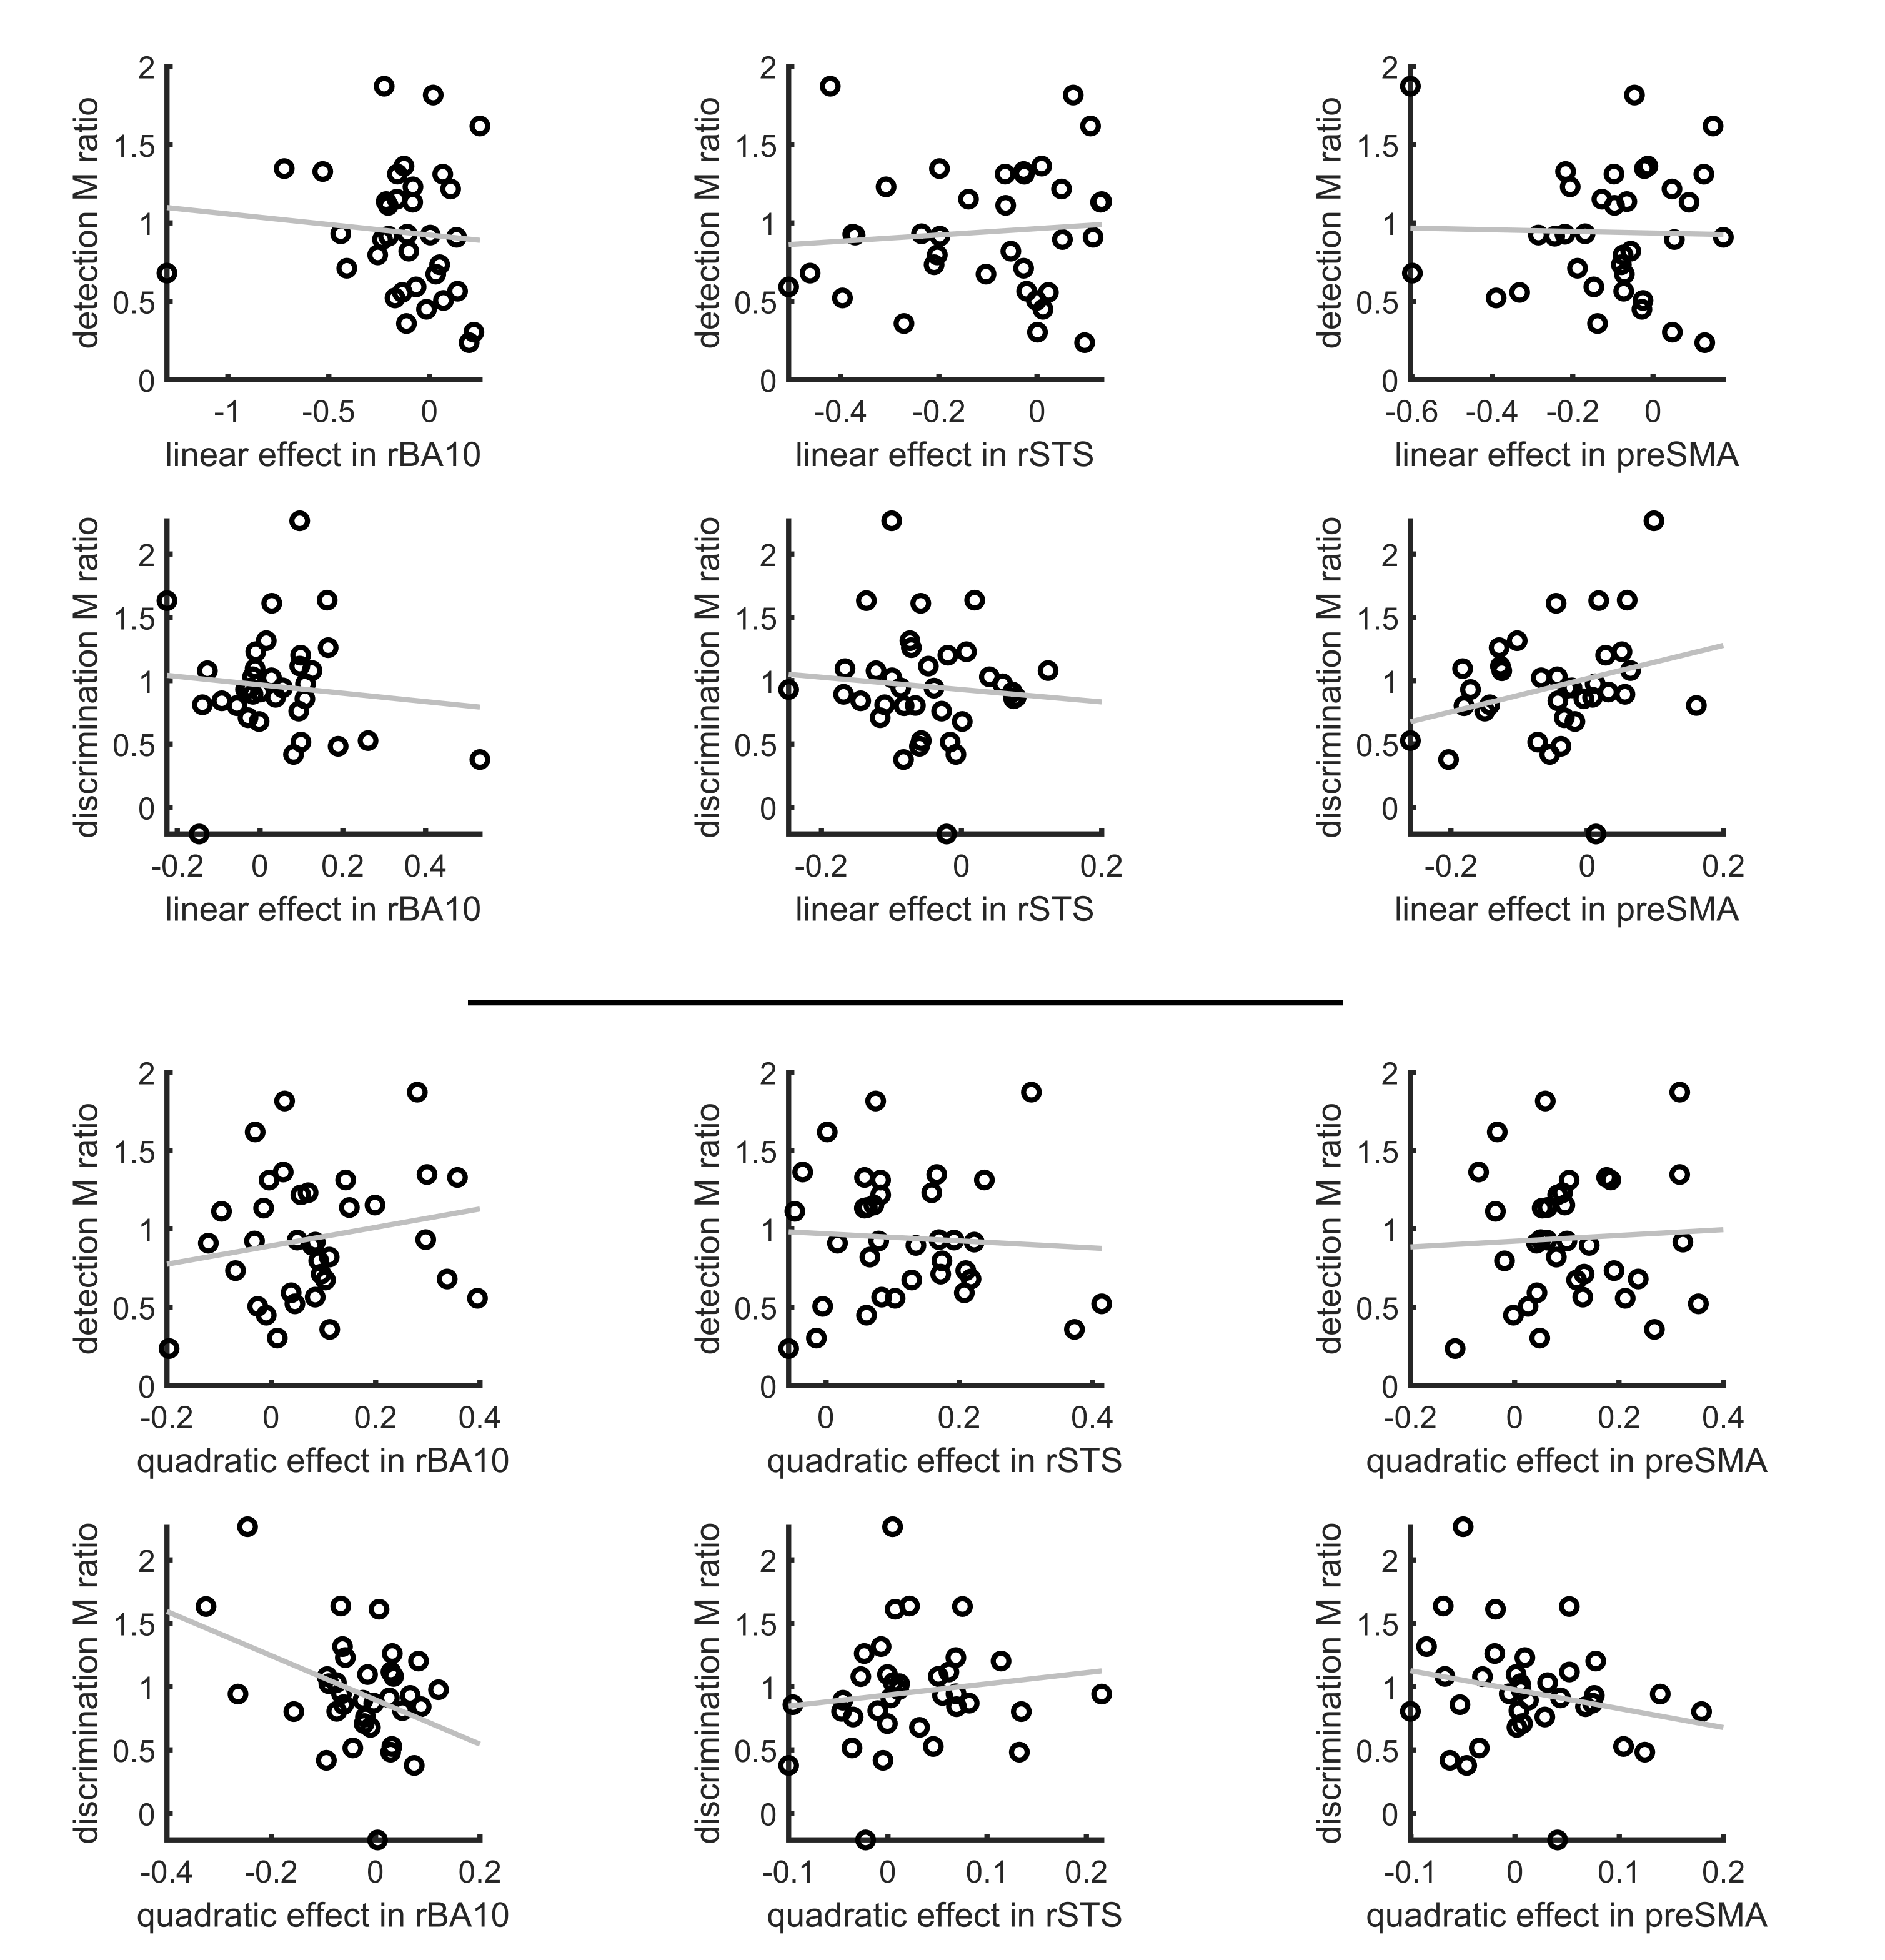 2 1.5 1 0.5 0
detection M ratio
-1 -0.5 0
linear effect in rBA10
2 1.5 1 0.5 0
detection M ratio
-0.4 -0.2 0
linear effect in rSTS
2 1.5 1 0.5 0
detection M ratio
-0.6 -0.4 -0.2 0
linear effect in preSMA
2 1.5 1 0.5 0
discrimination M ratio
-0.2 0 0.2 0.4
linear effect in rBA10
2 1.5 1 0.5 0
discrimination M ratio
-0.2 0 0.2
linear effect in rSTS
2 1.5 1 0.5 0
discrimination M ratio
-0.2 0 0.2
linear effect in preSMA
2 1.5 1 0.5 0
detection M ratio
-0.2 0 0.2 0.4
quadratic effect in rBA10
2 1.5 1 0.5 0
detection M ratio
0 0.2 0.4
quadratic effect in rSTS
2 1.5 1 0.5 0
detection M ratio
-0.2 0 0.2 0.4
quadratic effect in preSMA
2 1.5 1 0.5 0
discrimination M ratio
-0.4 -0.2 0 0.2
quadratic effect in rBA10
2 1.5 1 0.5 0
discrimination M ratio
-0.1 0 0.1 0.2
quadratic effect in rSTS
2 1.5 1 0.5 0
discrimination M ratio
-0.1 0 0.1 0.2
quadratic effect in preSMA